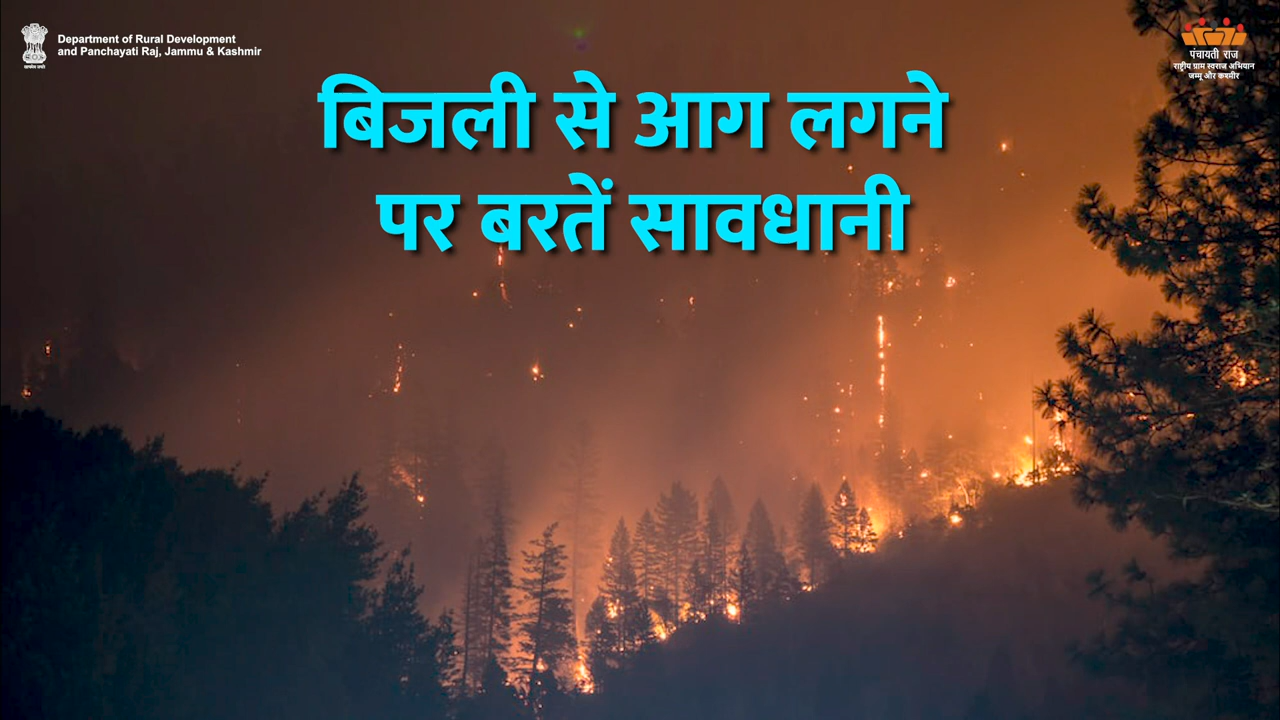 Department of Rural Development
and Panchayati Raj, Jammu & Kashmir
पंचायती राज
राष्ट्रीय ग्राम स्वराज अभियान
जम्मू और कश्मीर
बिजली से आग लगने
पर बरतें सावधानी